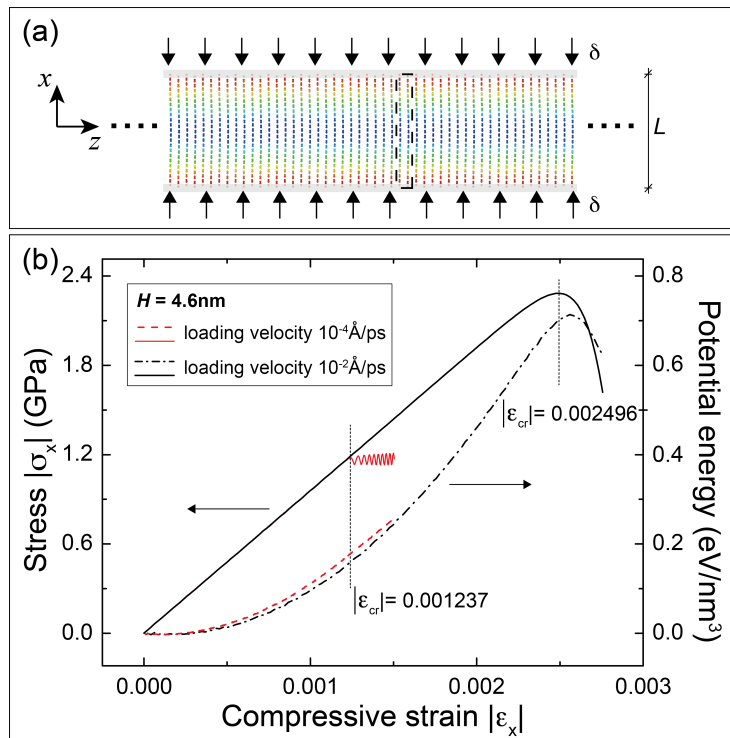 (a)
δ
x
z
L
δ
(b)
H = 4.6nm
loading velocity 10⁻⁴Å/ps
loading velocity 10⁻²Å/ps
2.4
1.8
1.2
0.6
0.0
Stress |σₓ| (GPa)
0.8
0.6
0.4
0.2
0.0
Potential energy (eV/nm³)
|εcr|= 0.002496
|εcr|= 0.001237
0.000
0.001
0.002
0.003
Compressive strain |εₓ|